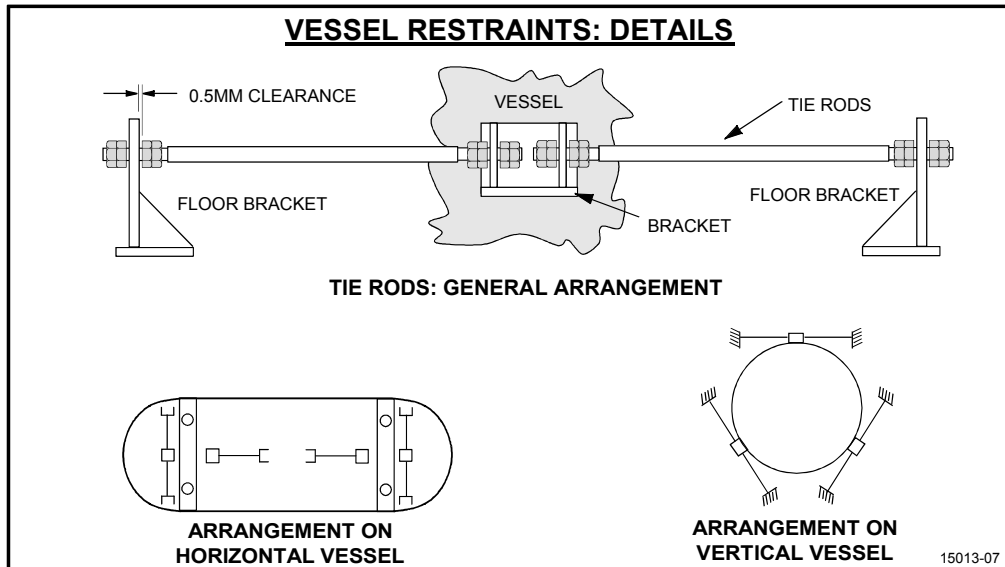 VESSEL RESTRAINTS: DETAILS
0.5MM CLEARANCE
VESSEL
TIE RODS
FLOOR BRACKET
FLOOR BRACKET
BRACKET
TIE RODS: GENERAL ARRANGEMENT
ARRANGEMENT ON
HORIZONTAL VESSEL
ARRANGEMENT ON
VERTICAL VESSEL
15013-07